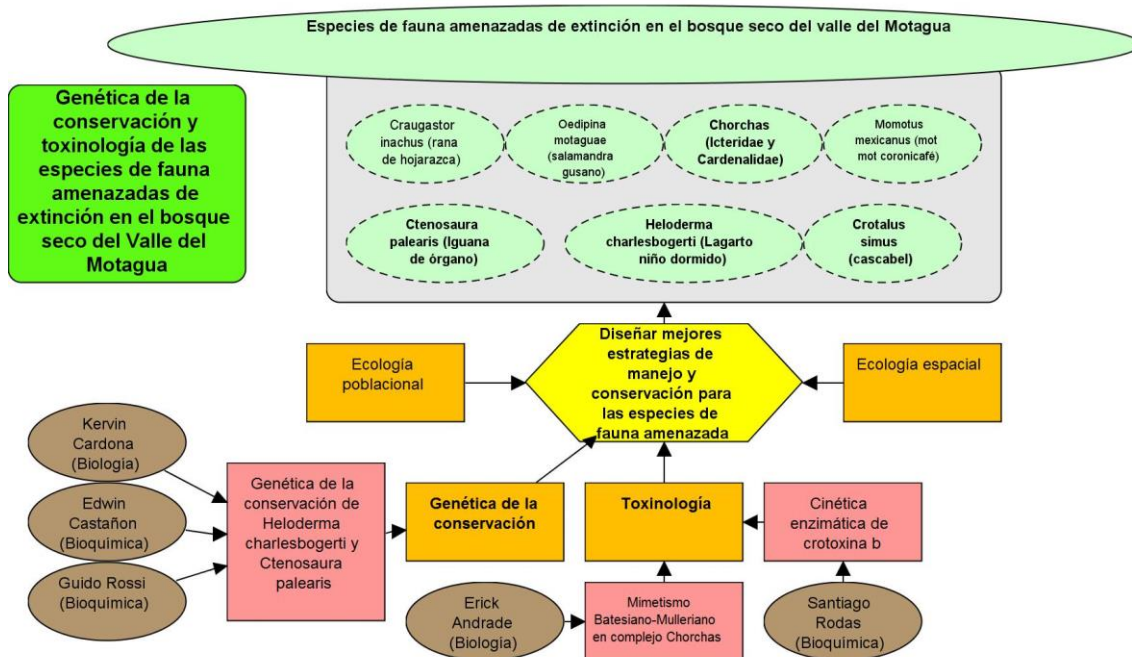 Especies de fauna amenazadas de extinción en el bosque seco del valle del Motagua
Genética de la
conservación y
toxinología de las
especies de fauna
amenazadas de
extinción en el bosque
seco del Valle del
Motagua
Craugastor
inachus (rana
de hojarazca)
Oedipina
motaguae
(salamandra
gusano)
Chorchas
(Icteridae y
Cardenalidae)
Momotus
mexicanus (mot
mot coronicafé)
Ctenosaura
palearis (Iguana
de órgano)
Heloderma
charlesbogerti (Lagarto
niño dormido)
Crotalus
simus
(cascabel)
Diseñar mejores
estrategias de
manejo y
conservación para
las especies de
fauna amenazada
Ecología
poblacional
Ecología espacial
Kervin
Cardona
(Biología)
Edwin
Castañon
(Bioquímica)
Guido Rossi
(Bioquímica)
Genética de la
conservación de
Heloderma
charlesbogerti y
Ctenosaura
palearis
Genética de la
conservación
Toxinología
Cinética
enzimática de
crotoxina b
Erick
Andrade
(Biología)
Mimetismo
Batesiano-Mulleriano
en complejo Chorchas
Santiago
Rodas
(Bioquímica)